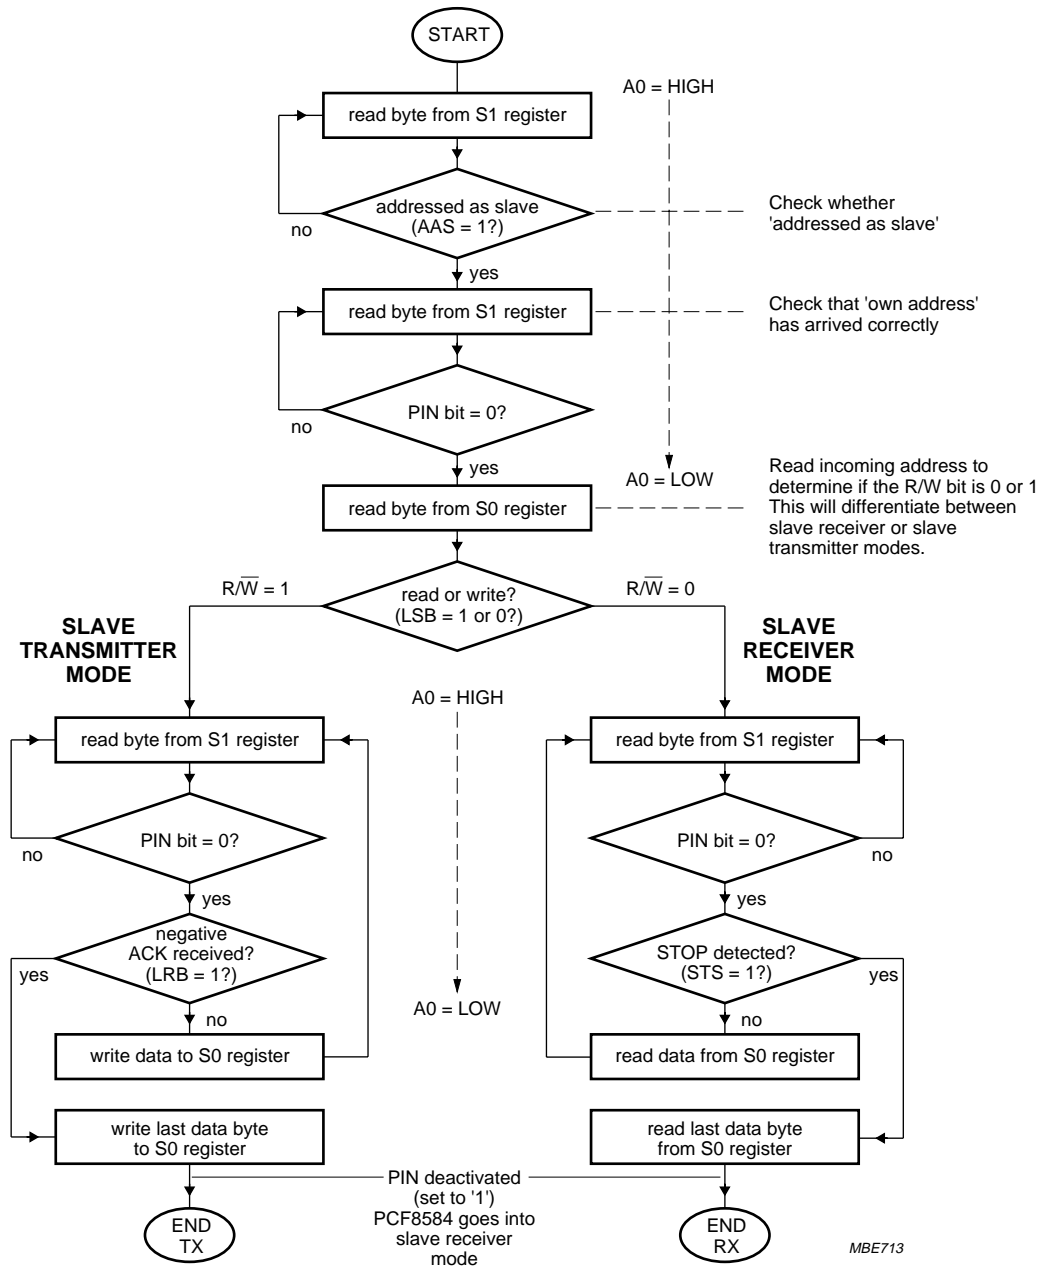 START
A0 = HIGH
read byte from S1 register
addressed as slave
(AAS = 1?)
Check whether
'addressed as slave'
no
yes
read byte from S1 register
Check that 'own address'
has arrived correctly
PIN bit = 0?
no
yes
A0 = LOW
read byte from S0 register
Read incoming address to
determine if the R/W bit is 0 or 1
This will differentiate between
slave receiver or slave
transmitter modes.
R/W̅ = 1
read or write?
(LSB = 1 or 0?)
R/W̅ = 0
SLAVE
TRANSMITTER
MODE
SLAVE
RECEIVER
MODE
A0 = HIGH
read byte from S1 register
read byte from S1 register
PIN bit = 0?
PIN bit = 0?
no
no
yes
yes
negative
ACK received?
(LRB = 1?)
STOP detected?
(STS = 1?)
yes
yes
A0 = LOW
no
no
write data to S0 register
read data from S0 register
write last data byte
to S0 register
read last data byte
from S0 register
PIN deactivated
(set to '1')
PCF8584 goes into
slave receiver
mode
END
TX
END
RX
MBE713